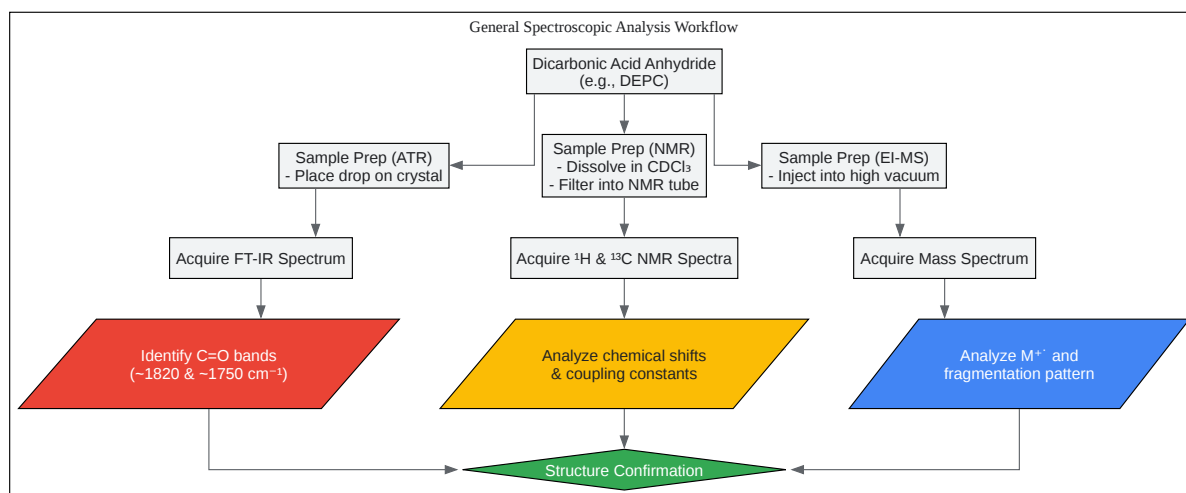 General Spectroscopic Analysis Workflow
Dicarbonic Acid Anhydride
(e.g., DEPC)
Sample Prep (ATR)
- Place drop on crystal
Sample Prep (NMR)
- Dissolve in CDCl₃
- Filter into NMR tube
Sample Prep (EI-MS)
- Inject into high vacuum
Acquire FT-IR Spectrum
Acquire ¹H & ¹³C NMR Spectra
Acquire Mass Spectrum
Identify C=O bands
(~1820 & ~1750 cm⁻¹)
Analyze chemical shifts
& coupling constants
Analyze M⁺˙ and
fragmentation pattern
Structure Confirmation